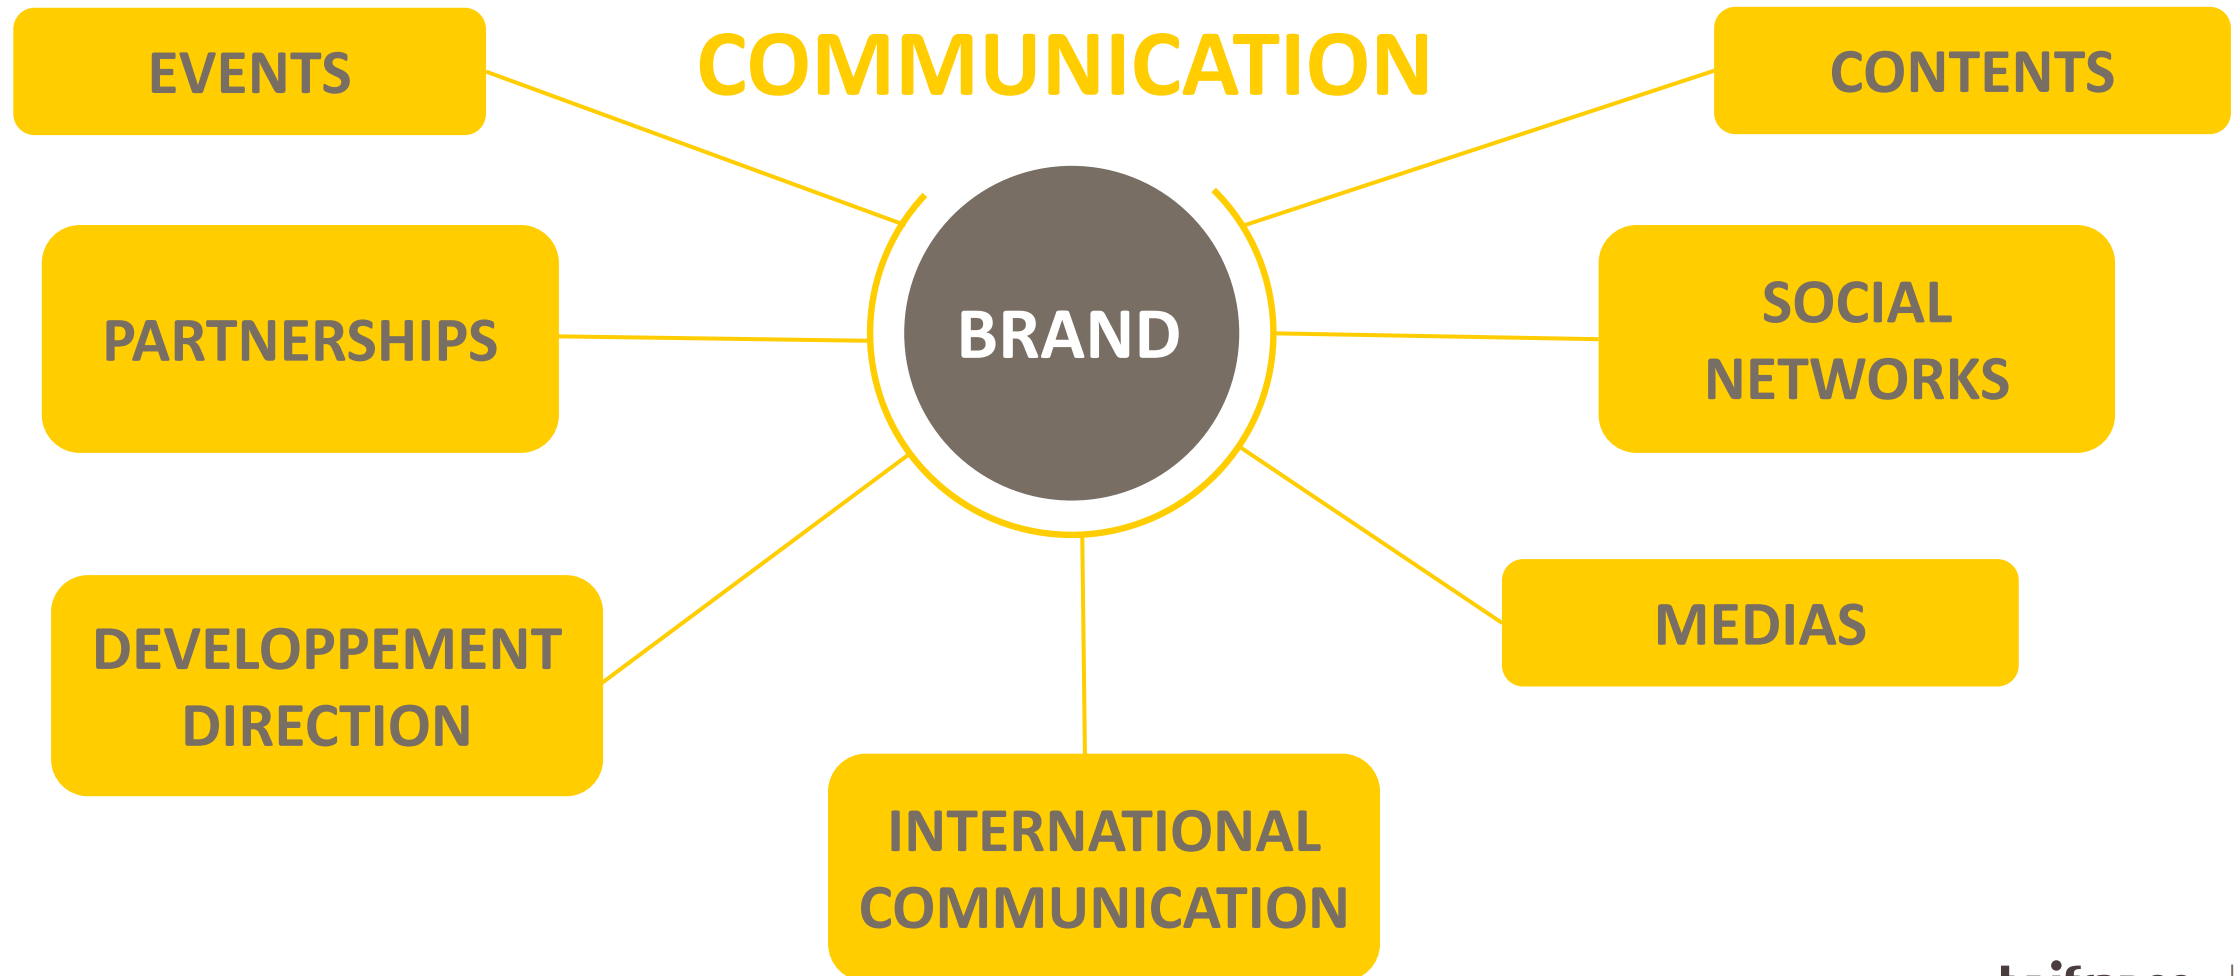 COMMUNICATION
EVENTS
CONTENTS
PARTNERSHIPS
BRAND
SOCIAL
NETWORKS
DEVELOPPEMENT
DIRECTION
MEDIAS
INTERNATIONAL
COMMUNICATION